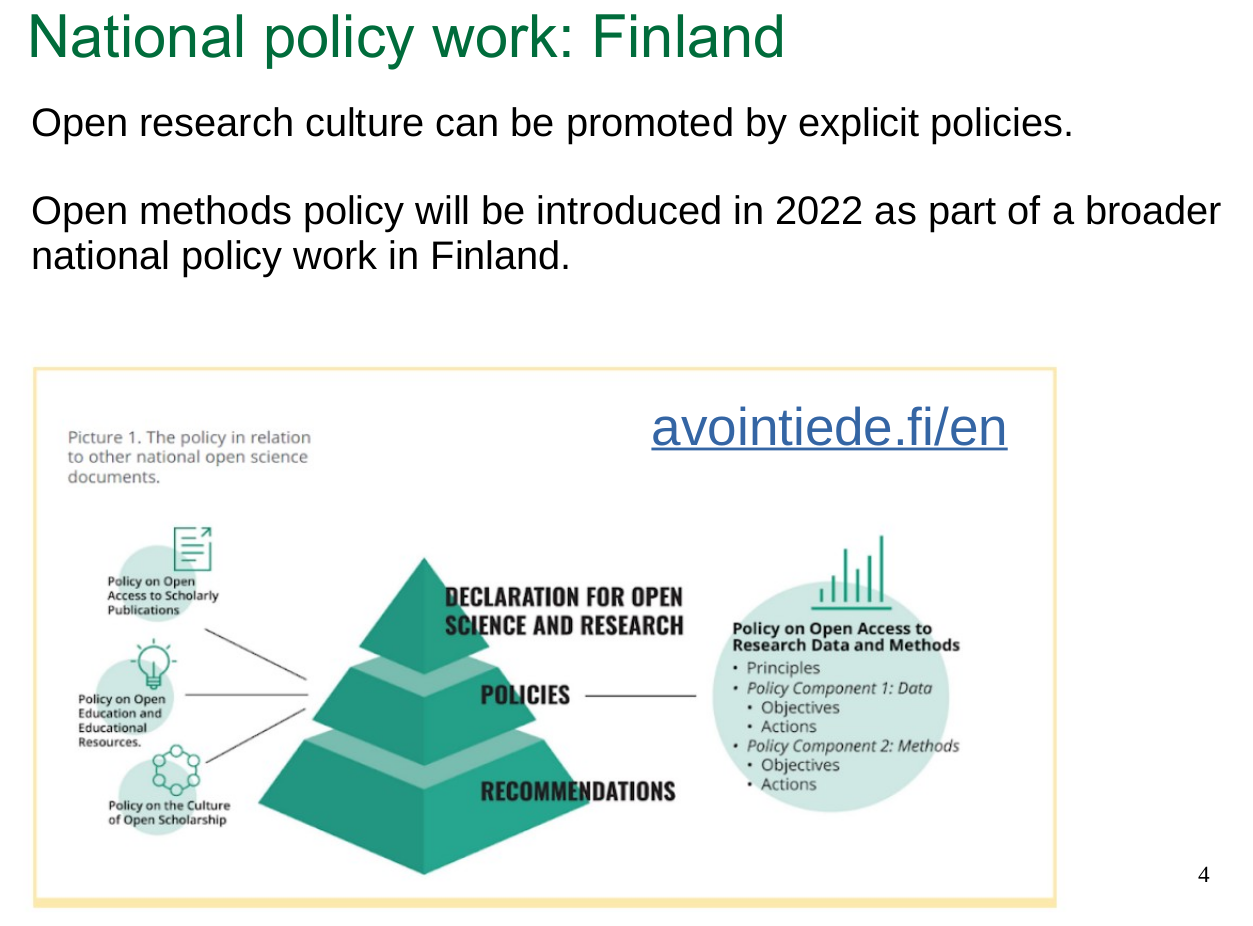 National policy work: Finland
Open research culture can be promoted by explicit policies.
Open methods policy will be introduced in 2022 as part of a broader
national policy work in Finland.
avointiede.fi/en
Picture 1. The policy in relation
to other national open science
documents.
Policy on Open
Access to Scholarly
Publications
Policy on Open
Education and
Educational
Resources.
Policy on the Culture
of Open Scholarship
DECLARATION FOR OPEN
SCIENCE AND RESEARCH
POLICIES
RECOMMENDATIONS
Policy on Open Access to
Research Data and Methods
• Principles
• Policy Component 1: Data
• Objectives
• Actions
• Policy Component 2: Methods
• Objectives
• Actions
4